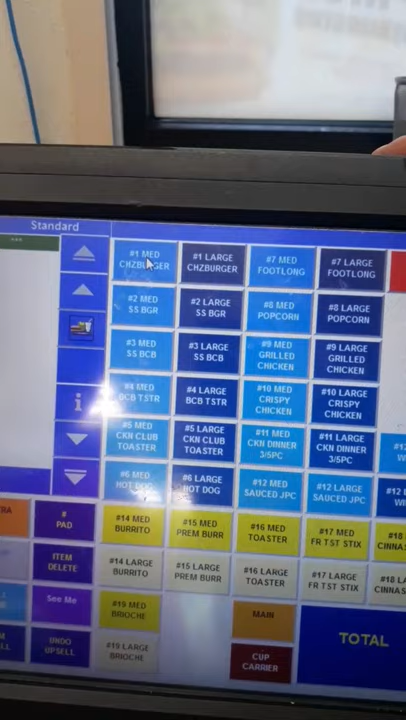 Standard
***
#1 MED
CHZBURGER
#1 LARGE
CHZBURGER
#7 MED
FOOTLONG
#7 LARGE
FOOTLONG
#2 MED
SS BGR
#2 LARGE
SS BGR
#8 MED
POPCORN
#8 LARGE
POPCORN
#3 MED
SS BCB
#3 LARGE
SS BCB
#9 MED
GRILLED
CHICKEN
#9 LARGE
GRILLED
CHICKEN
i
#4 MED
BCB TSTR
#4 LARGE
BCB TSTR
#10 MED
CRISPY
CHICKEN
#10 LARGE
CRISPY
CHICKEN
#5 MED
CKN CLUB
TOASTER
#5 LARGE
CKN CLUB
TOASTER
#11 MED
CKN DINNER
3/5PC
#11 LARGE
CKN DINNER
3/5PC
#6 MED
HOT DOG
#6 LARGE
HOT DOG
#12 MED
SAUCED JPC
#12 LARGE
SAUCED JPC
#
PAD
#14 MED
BURRITO
#15 MED
PREM BURR
#16 MED
TOASTER
#17 MED
FR TST STIX
#18
CINNAS
ITEM
DELETE
#14 LARGE
BURRITO
#15 LARGE
PREM BURR
#16 LARGE
TOASTER
#17 LARGE
FR TST STIX
#18 L
CINNAS
See Me
#19 MED
BRIOCHE
MAIN
TOTAL
UNDO
UPSELL
#19 LARGE
BRIOCHE
CUP
CARRIER